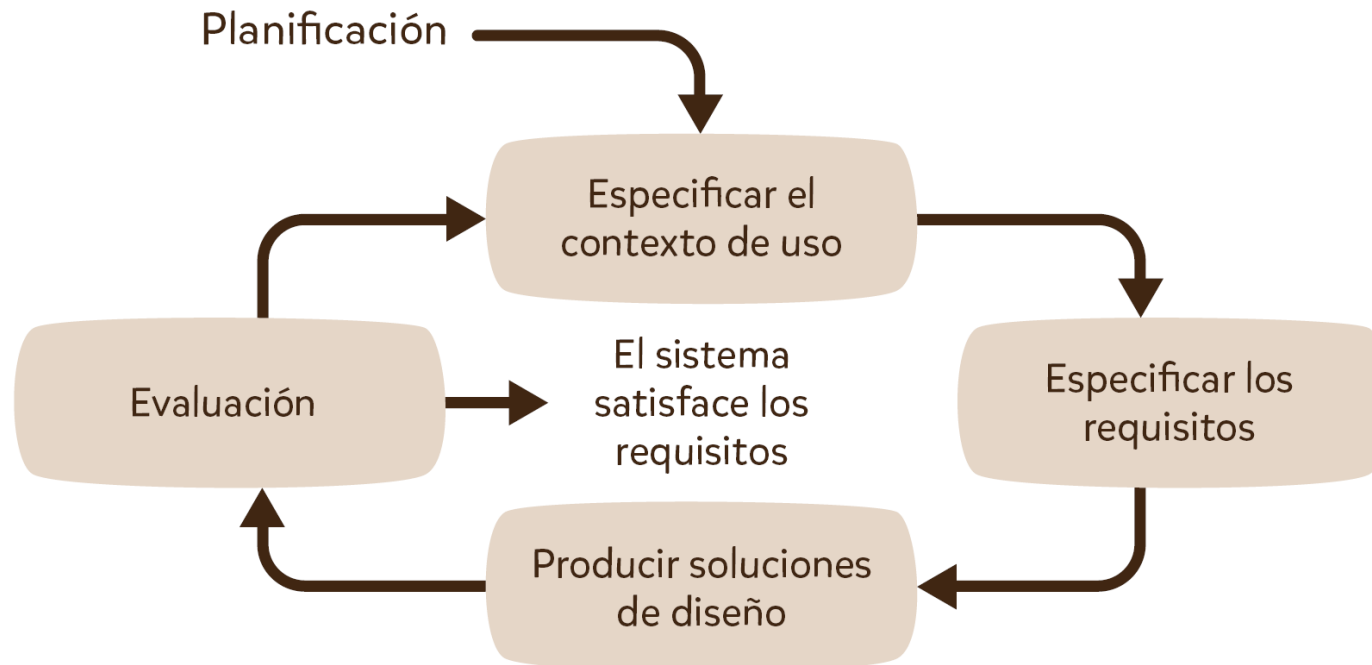 Planificación
Especificar el
contexto de uso
El sistema
satisface los
requisitos
Evaluación
Especificar los
requisitos
Producir soluciones
de diseño